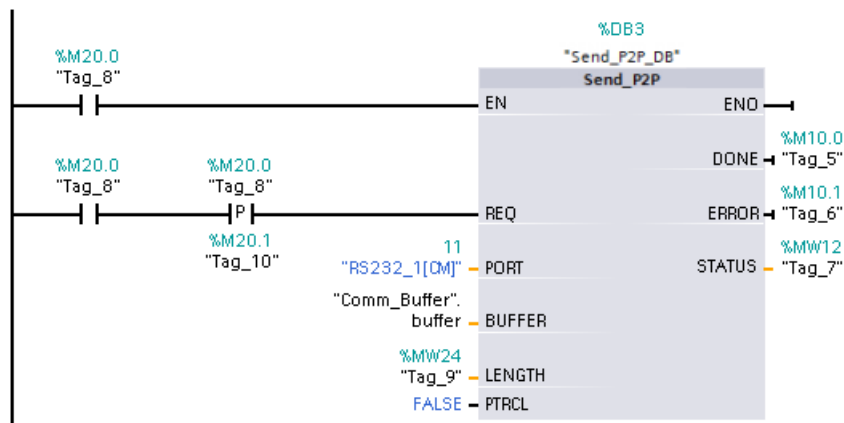 %DB3
"Send_P2P_DB"
Send_P2P
%M20.0
"Tag_8"
EN
ENO
%M10.0
DONE
"Tag_5"
%M20.0
"Tag_8"
%M20.0
"Tag_8"
P
%M20.1
"Tag_10"
REQ
%M10.1
ERROR
"Tag_6"
11
"RS232_1[CM]"
PORT
%MW12
STATUS
"Tag_7"
"Comm_Buffer".
buffer
BUFFER
%MW24
"Tag_9"
LENGTH
FALSE
PTRCL